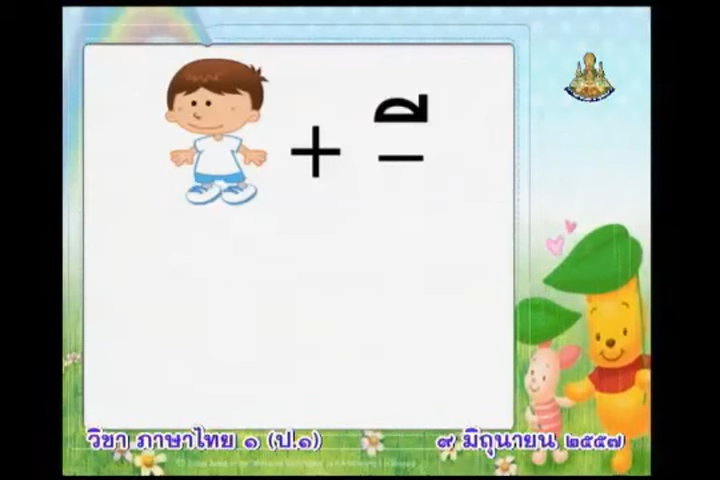 + –ี
วิชา ภาษาไทย ๑ (ป.๑)
๙ มิถุนายน ๒๕๕๗